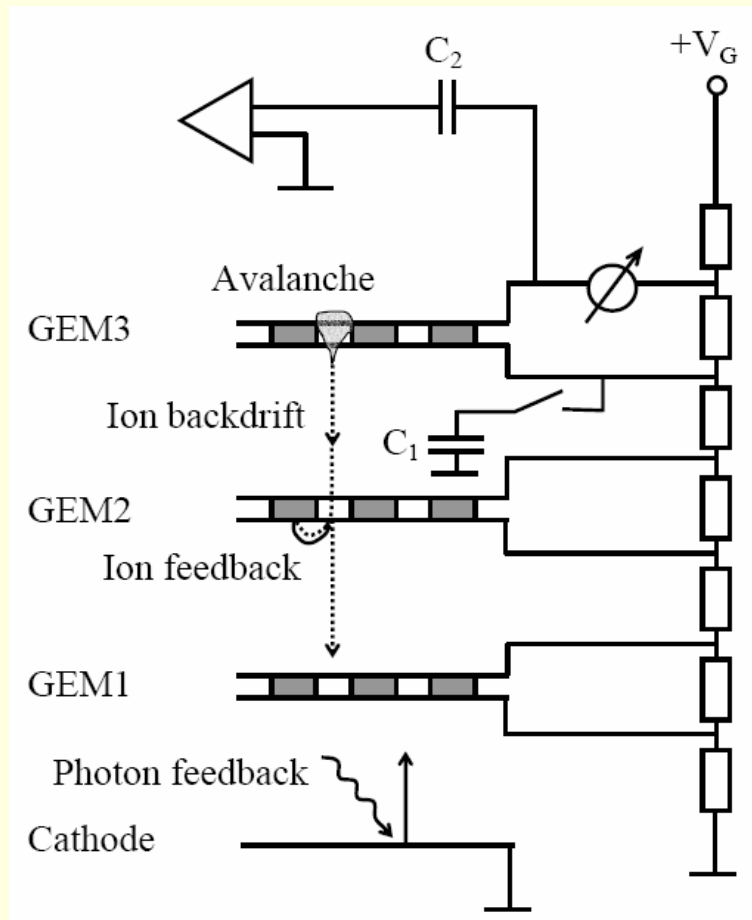 C2
+VG
Avalanche
GEM3
Ion backdrift
C1
GEM2
Ion feedback
GEM1
Photon feedback
Cathode